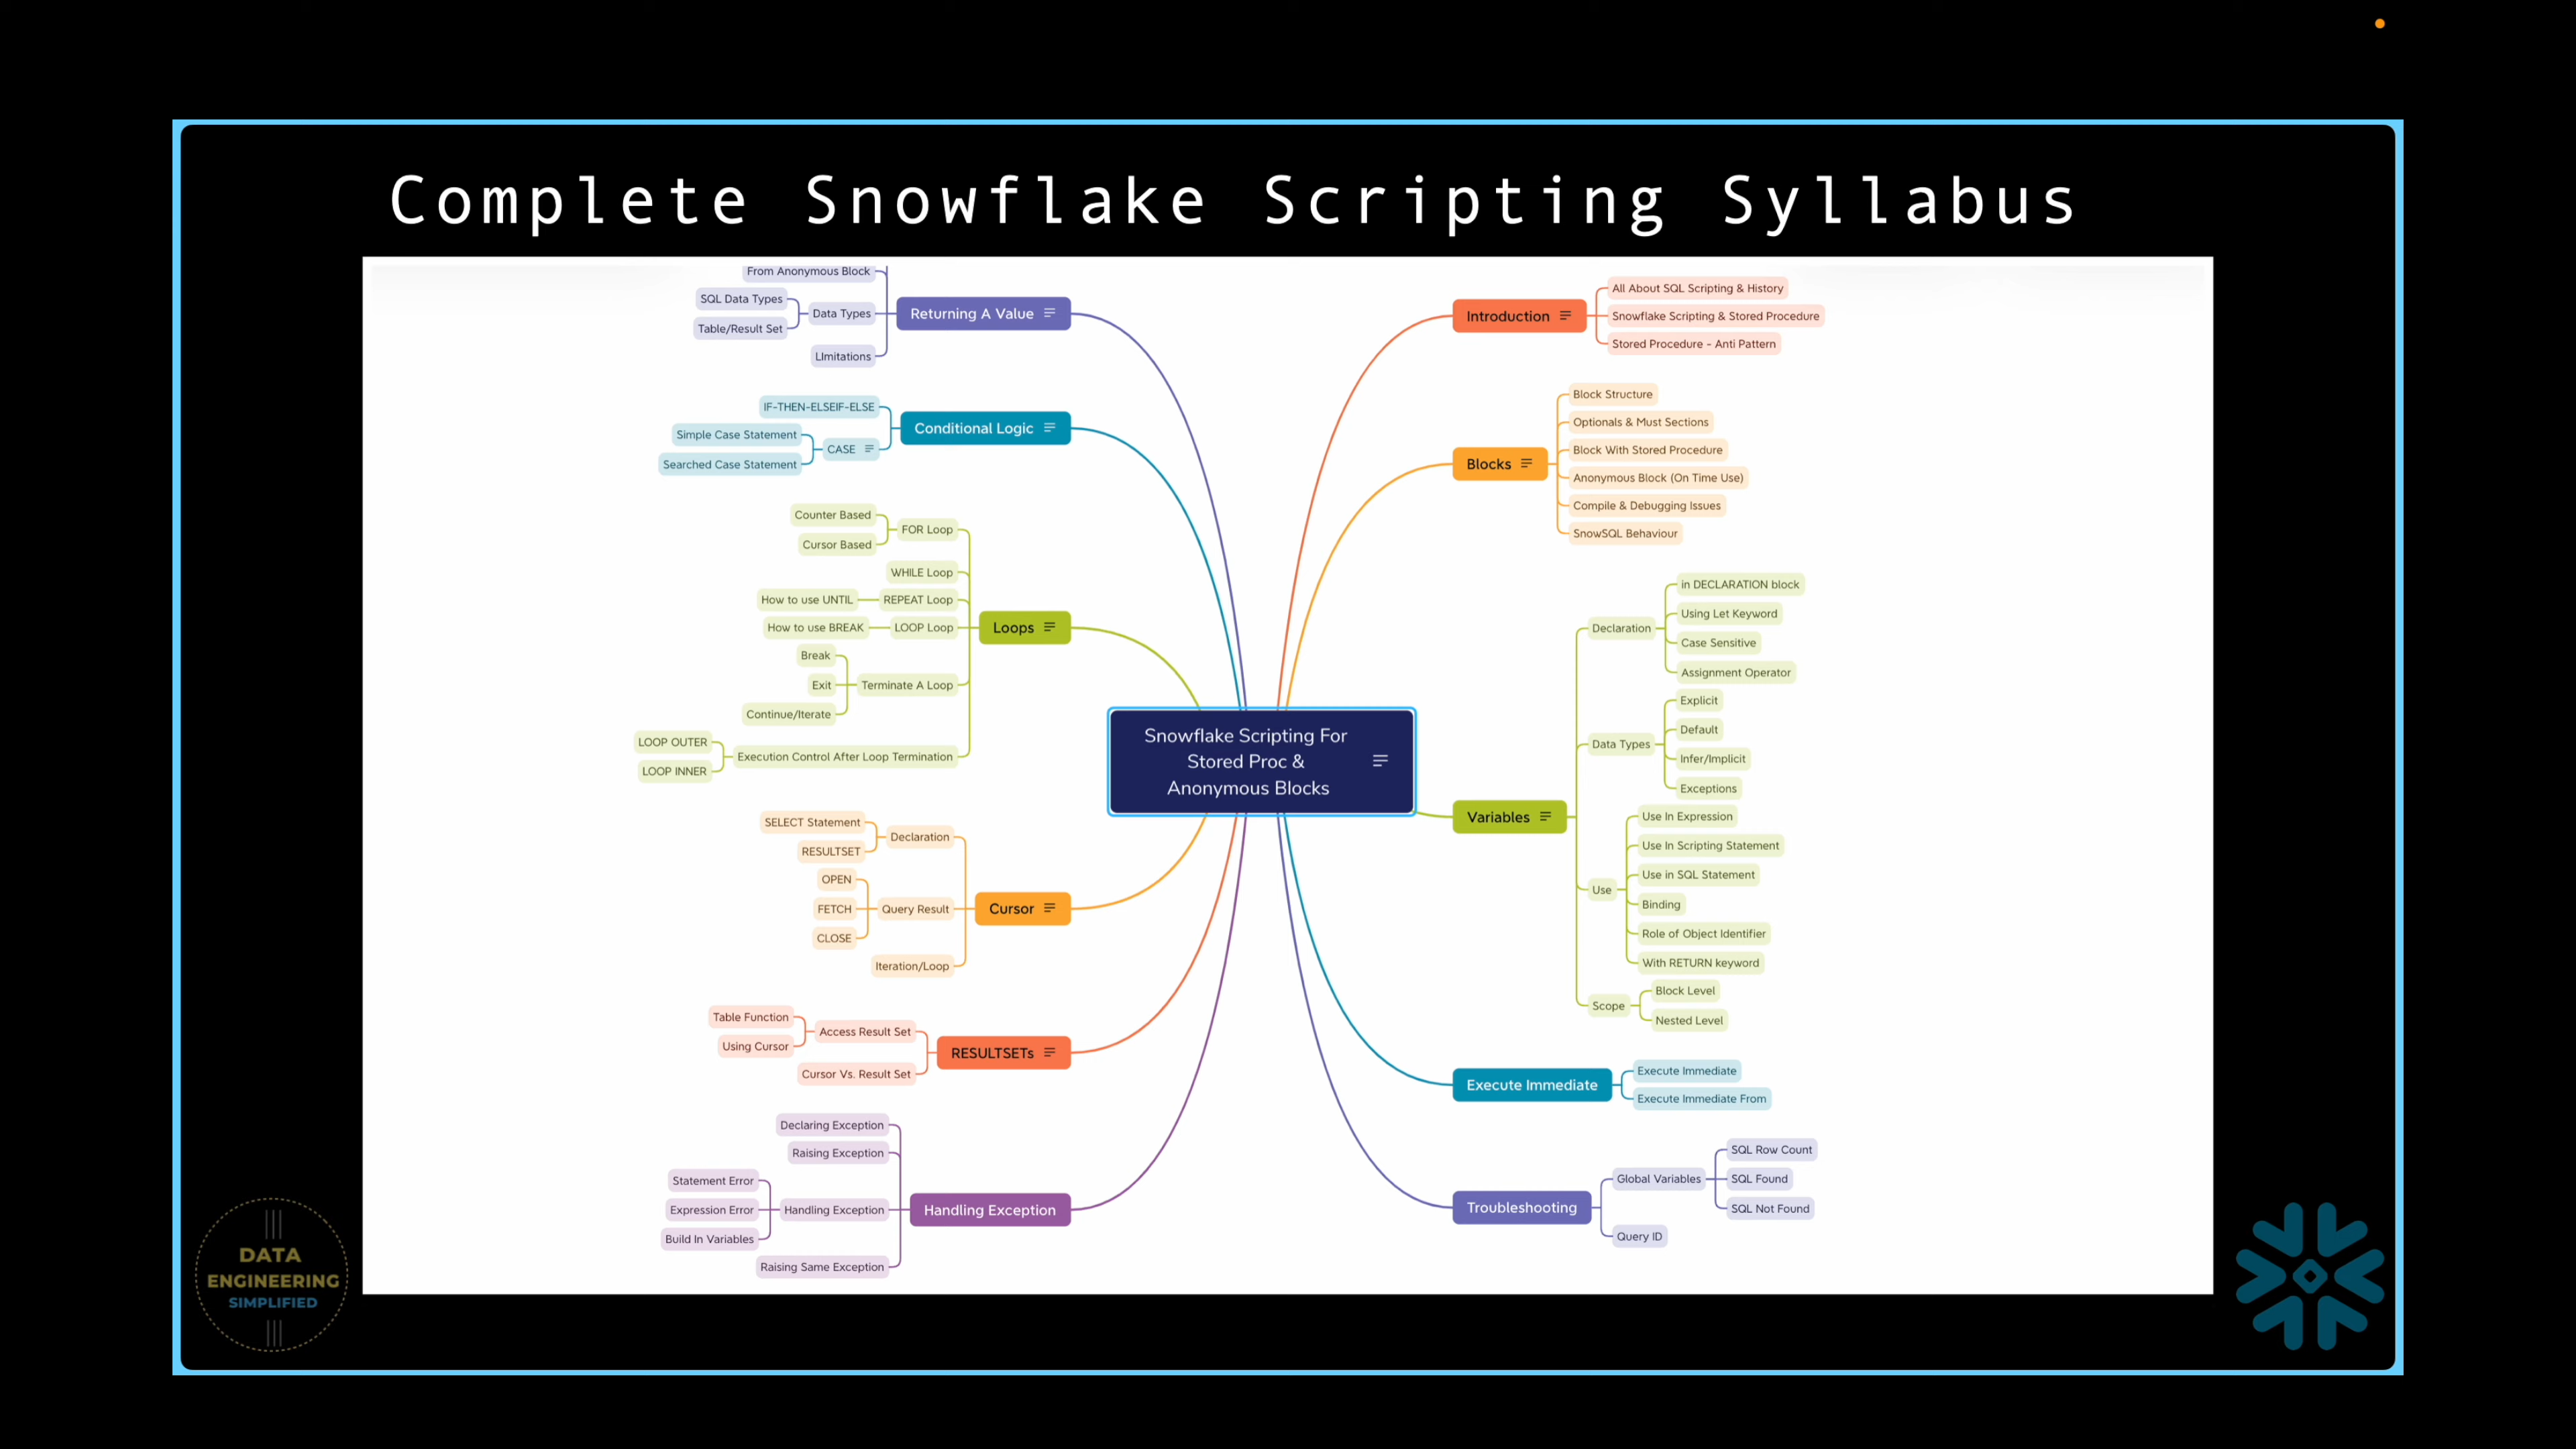 Complete Snowflake Scripting Syllabus
From Anonymous Block
SQL Data Types
Data Types
Table/Result Set
LImitations
Returning A Value
IF-THEN-ELSEIF-ELSE
Simple Case Statement
CASE
Searched Case Statement
Conditional Logic
Counter Based
FOR Loop
Cursor Based
WHILE Loop
How to use UNTIL
REPEAT Loop
How to use BREAK
LOOP Loop
Loops
Break
Exit
Terminate A Loop
Continue/Iterate
LOOP OUTER
Execution Control After Loop Termination
LOOP INNER
SELECT Statement
Declaration
RESULTSET
OPEN
FETCH
Query Result
CLOSE
Cursor
Iteration/Loop
Table Function
Access Result Set
Using Cursor
Cursor Vs. Result Set
RESULTSETs
Declaring Exception
Raising Exception
Statement Error
Expression Error
Handling Exception
Build In Variables
Handling Exception
Raising Same Exception
Snowflake Scripting For
Stored Proc &
Anonymous Blocks
Introduction
All About SQL Scripting & History
Snowflake Scripting & Stored Procedure
Stored Procedure - Anti Pattern
Blocks
Block Structure
Optionals & Must Sections
Block With Stored Procedure
Anonymous Block (On Time Use)
Compile & Debugging Issues
SnowSQL Behaviour
Variables
Declaration
in DECLARATION block
Using Let Keyword
Case Sensitive
Assignment Operator
Data Types
Explicit
Default
Infer/Implicit
Exceptions
Use
Use In Expression
Use In Scripting Statement
Use in SQL Statement
Binding
Role of Object Identifier
With RETURN keyword
Scope
Block Level
Nested Level
Execute Immediate
Execute Immediate
Execute Immediate From
Troubleshooting
Global Variables
SQL Row Count
SQL Found
SQL Not Found
Query ID
DATA
ENGINEERING
SIMPLIFIED